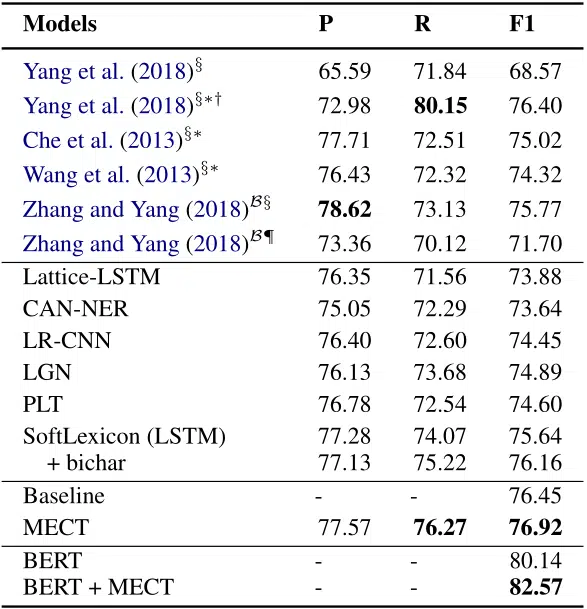 Models P R F1
Yang et al. (2018)§ 65.59 71.84 68.57
Yang et al. (2018)§∗† 72.98 80.15 76.40
Che et al. (2013)§∗ 77.71 72.51 75.02
Wang et al. (2013)§∗ 76.43 72.32 74.32
Zhang and Yang (2018)ℬ§ 78.62 73.13 75.77
Zhang and Yang (2018)ℬ¶ 73.36 70.12 71.70
Lattice-LSTM 76.35 71.56 73.88
CAN-NER 75.05 72.29 73.64
LR-CNN 76.40 72.60 74.45
LGN 76.13 73.68 74.89
PLT 76.78 72.54 74.60
SoftLexicon (LSTM) 77.28 74.07 75.64
+ bichar 77.13 75.22 76.16
Baseline - - 76.45
MECT 77.57 76.27 76.92
BERT - - 80.14
BERT + MECT - - 82.57